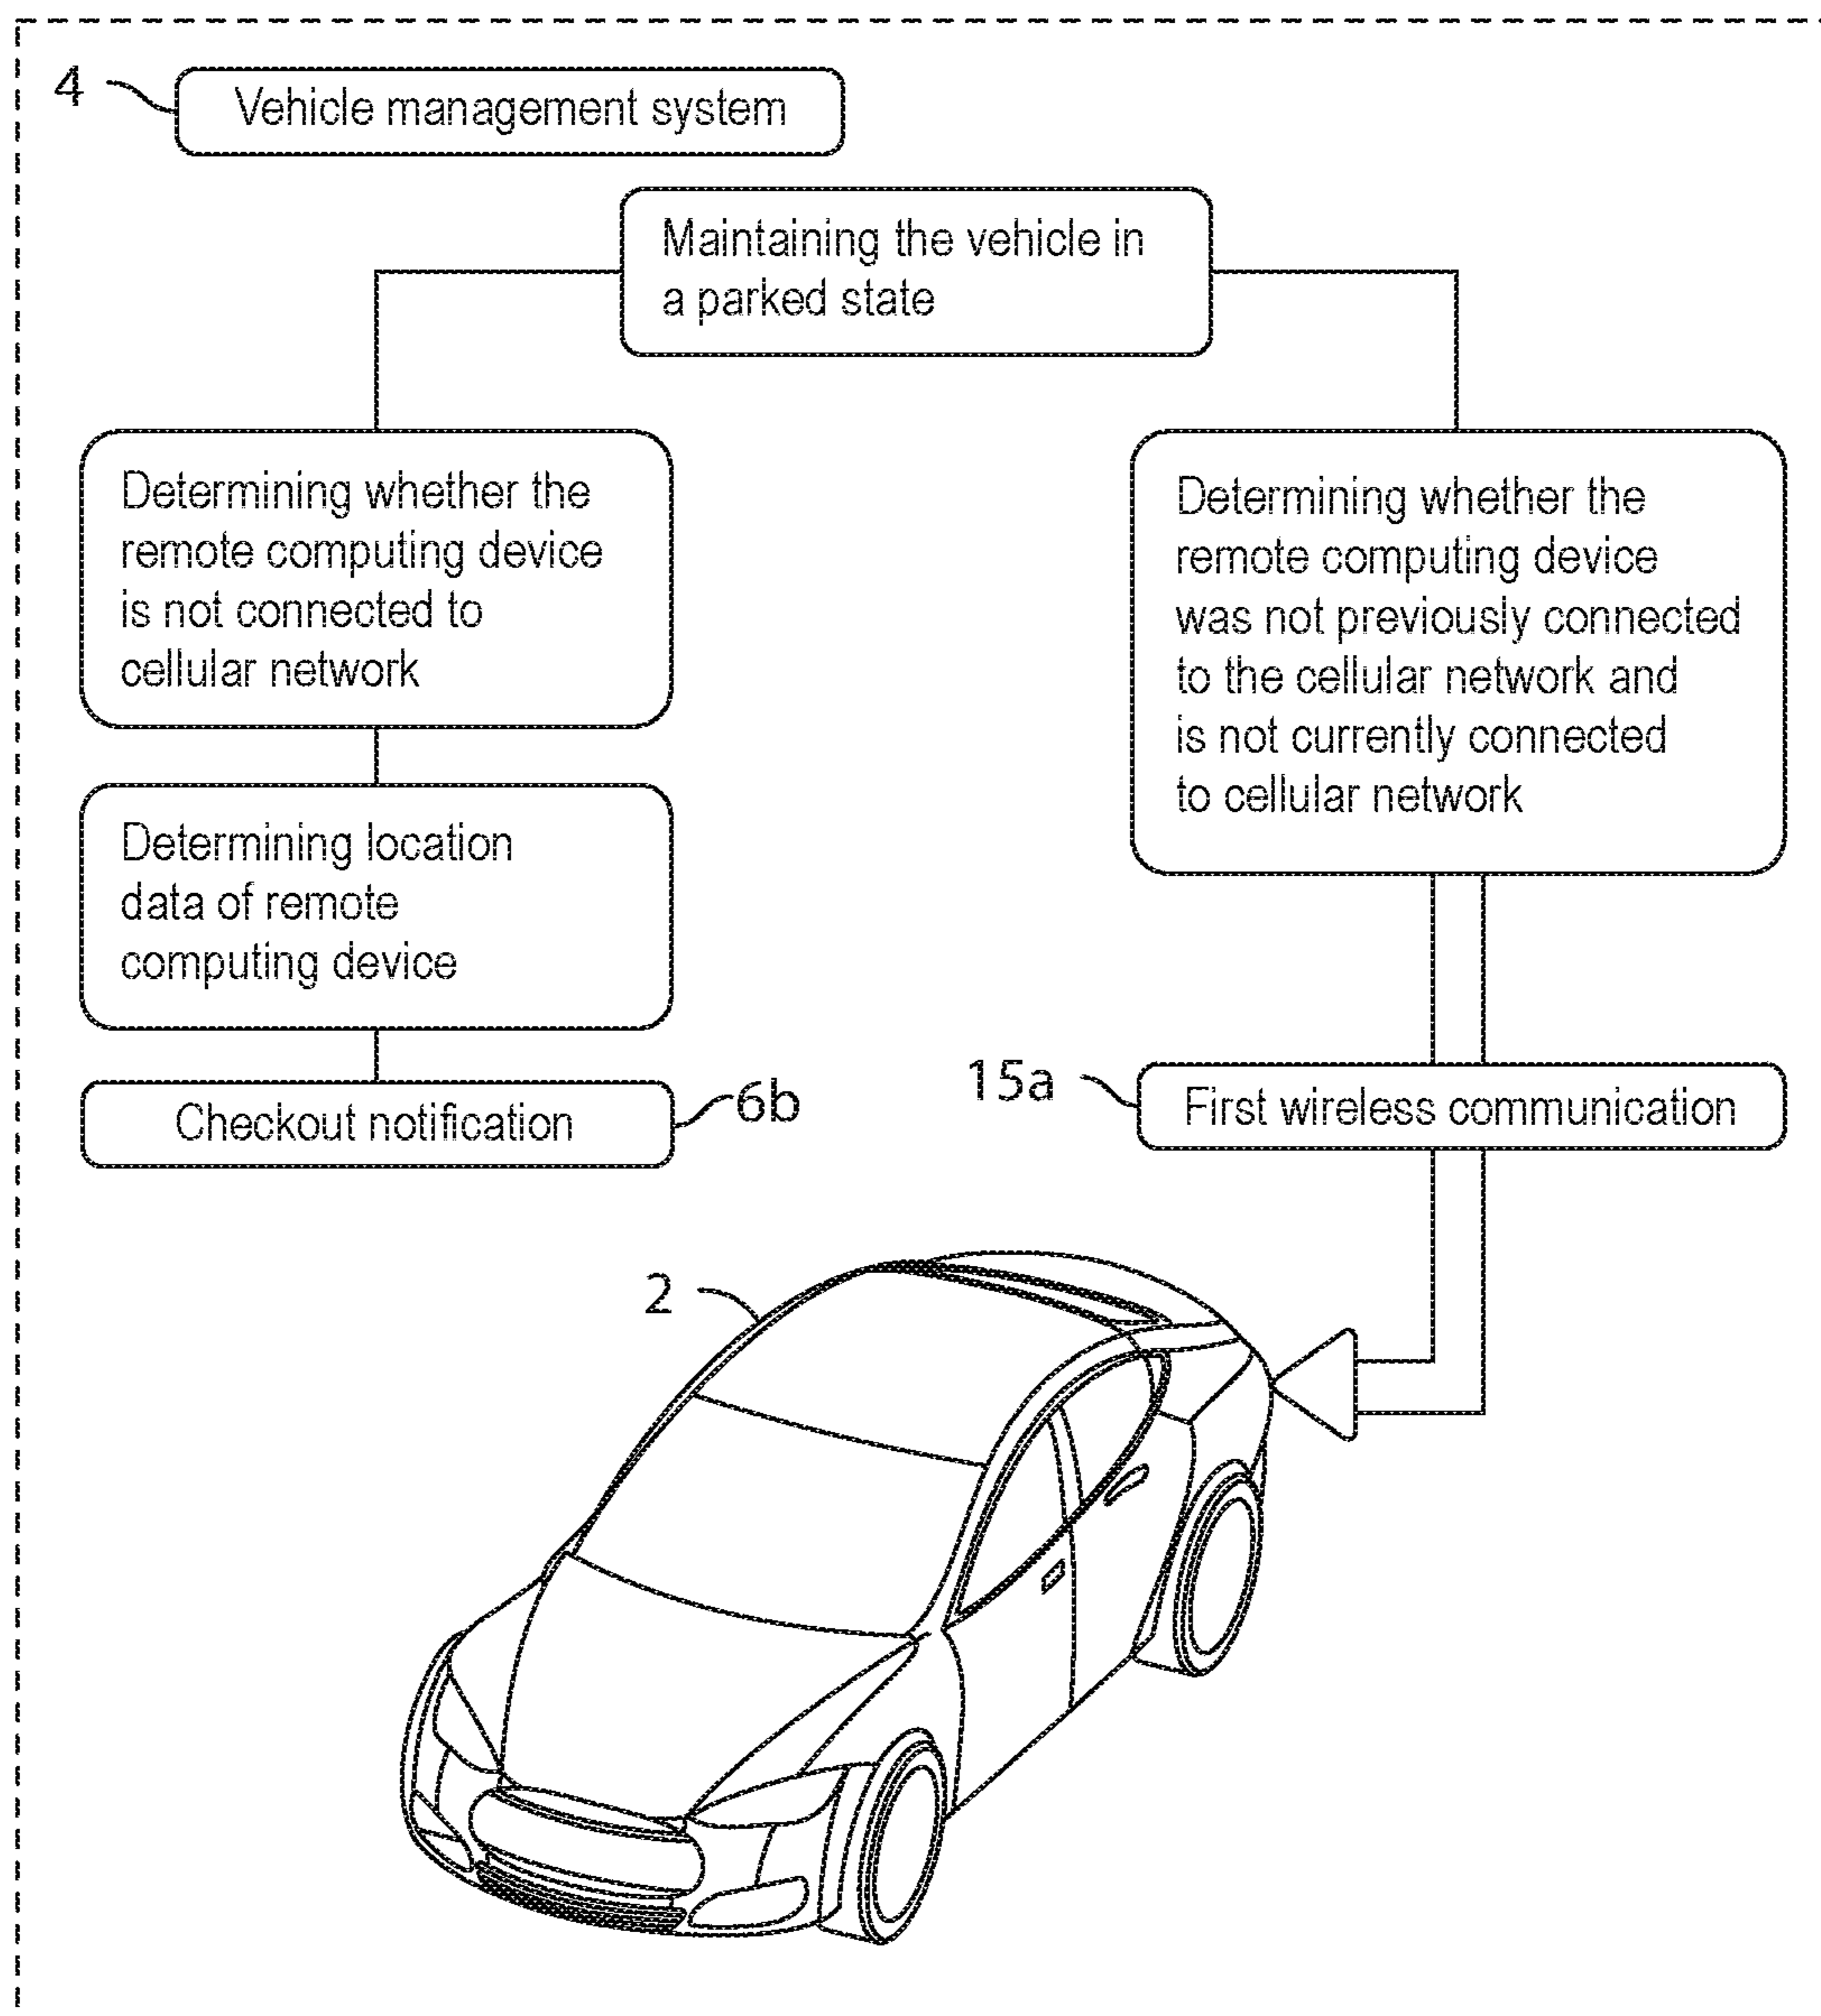 4
Vehicle management system
Maintaining the vehicle in
a parked state
Determining whether the
remote computing device
is not connected to
cellular network
Determining location
data of remote
computing device
Checkout notification
6b
Determining whether the
remote computing device
was not previously connected
to the cellular network and
is not currently connected
to cellular network
15a
First wireless communication
2